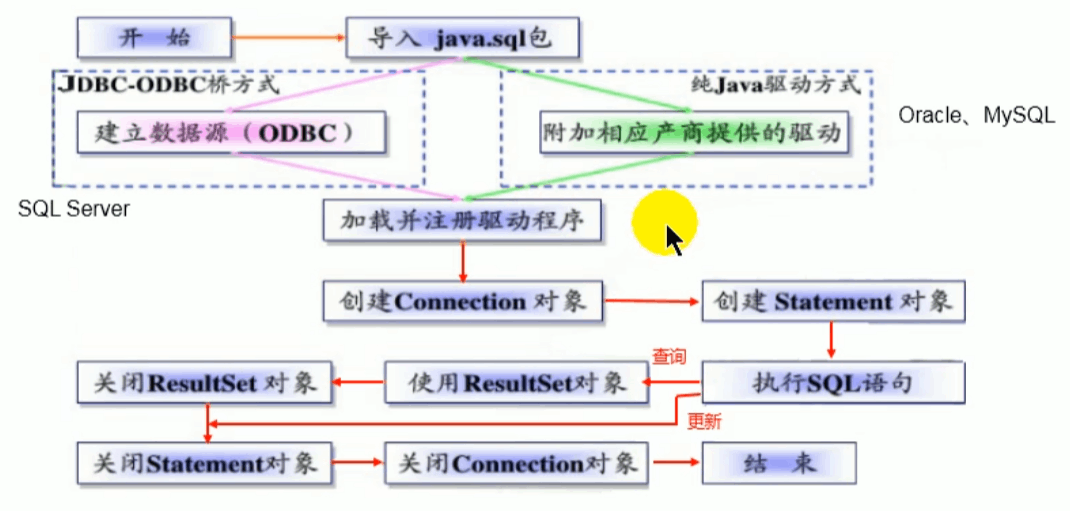 开 始
导入 java.sql包
JDBC-ODBC桥方式
纯Java驱动方式
建立数据源（ODBC）
附加相应产商提供的驱动
Oracle、MySQL
SQL Server
加载并注册驱动程序
创建Connection 对象
创建 Statement 对象
查询
关闭ResultSet 对象
使用ResultSet对象
执行SQL语句
更新
关闭Statement对象
关闭Connection对象
结 束